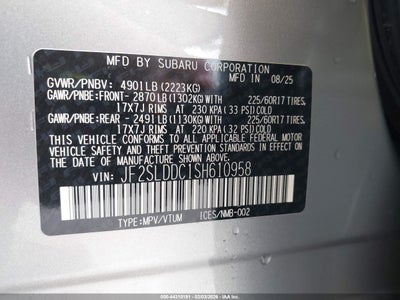 MFD BY SUBARU CORPORATION
GVWR/PNBV: 4901LB(2223KG) MFD IN 08/25
GAWR/PNBE:FRONT- 2870LB(1302KG)WITH 225/60R17 TIRES,
17X7J RIMS AT 230 KPA(33 PSI)COLD
GAWR/PNBE:REAR - 2491LB(1130KG)WITH 225/60R17 TIRES,
17X7J RIMS AT 220 KPA(32 PSI)COLD
THIS VEHICLE CONFORMS TO ALL APPLICABLE FEDERAL MOTOR
VEHICLE SAFETY, BUMPER, AND THEFT PREVENTION
STANDARDS IN EFFECT ON THE DATE OF MANUFACTURE
SHOWN ABOVE.
VIN: JF2SLDDC1SH610958
TYPE:MPV/VTUM ICES/NMB-002